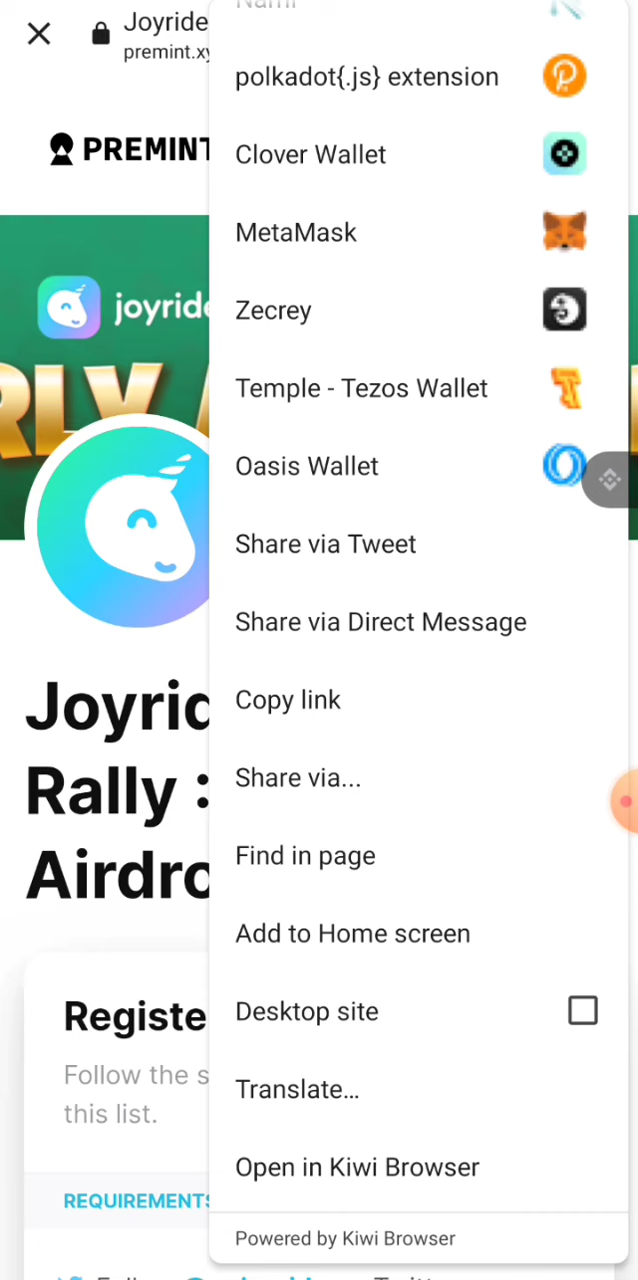 Joyride
premint.xy
Nami
polkadot{.js} extension
PREMINT
Clover Wallet
MetaMask
joyride
Zecrey
Temple - Tezos Wallet
Oasis Wallet
Share via Tweet
Share via Direct Message
Joyrid
Copy link
Rally :
Share via...
Airdro
Find in page
Add to Home screen
Registe
Desktop site
Follow the s
this list.
Translate...
Open in Kiwi Browser
REQUIREMENTS
Powered by Kiwi Browser